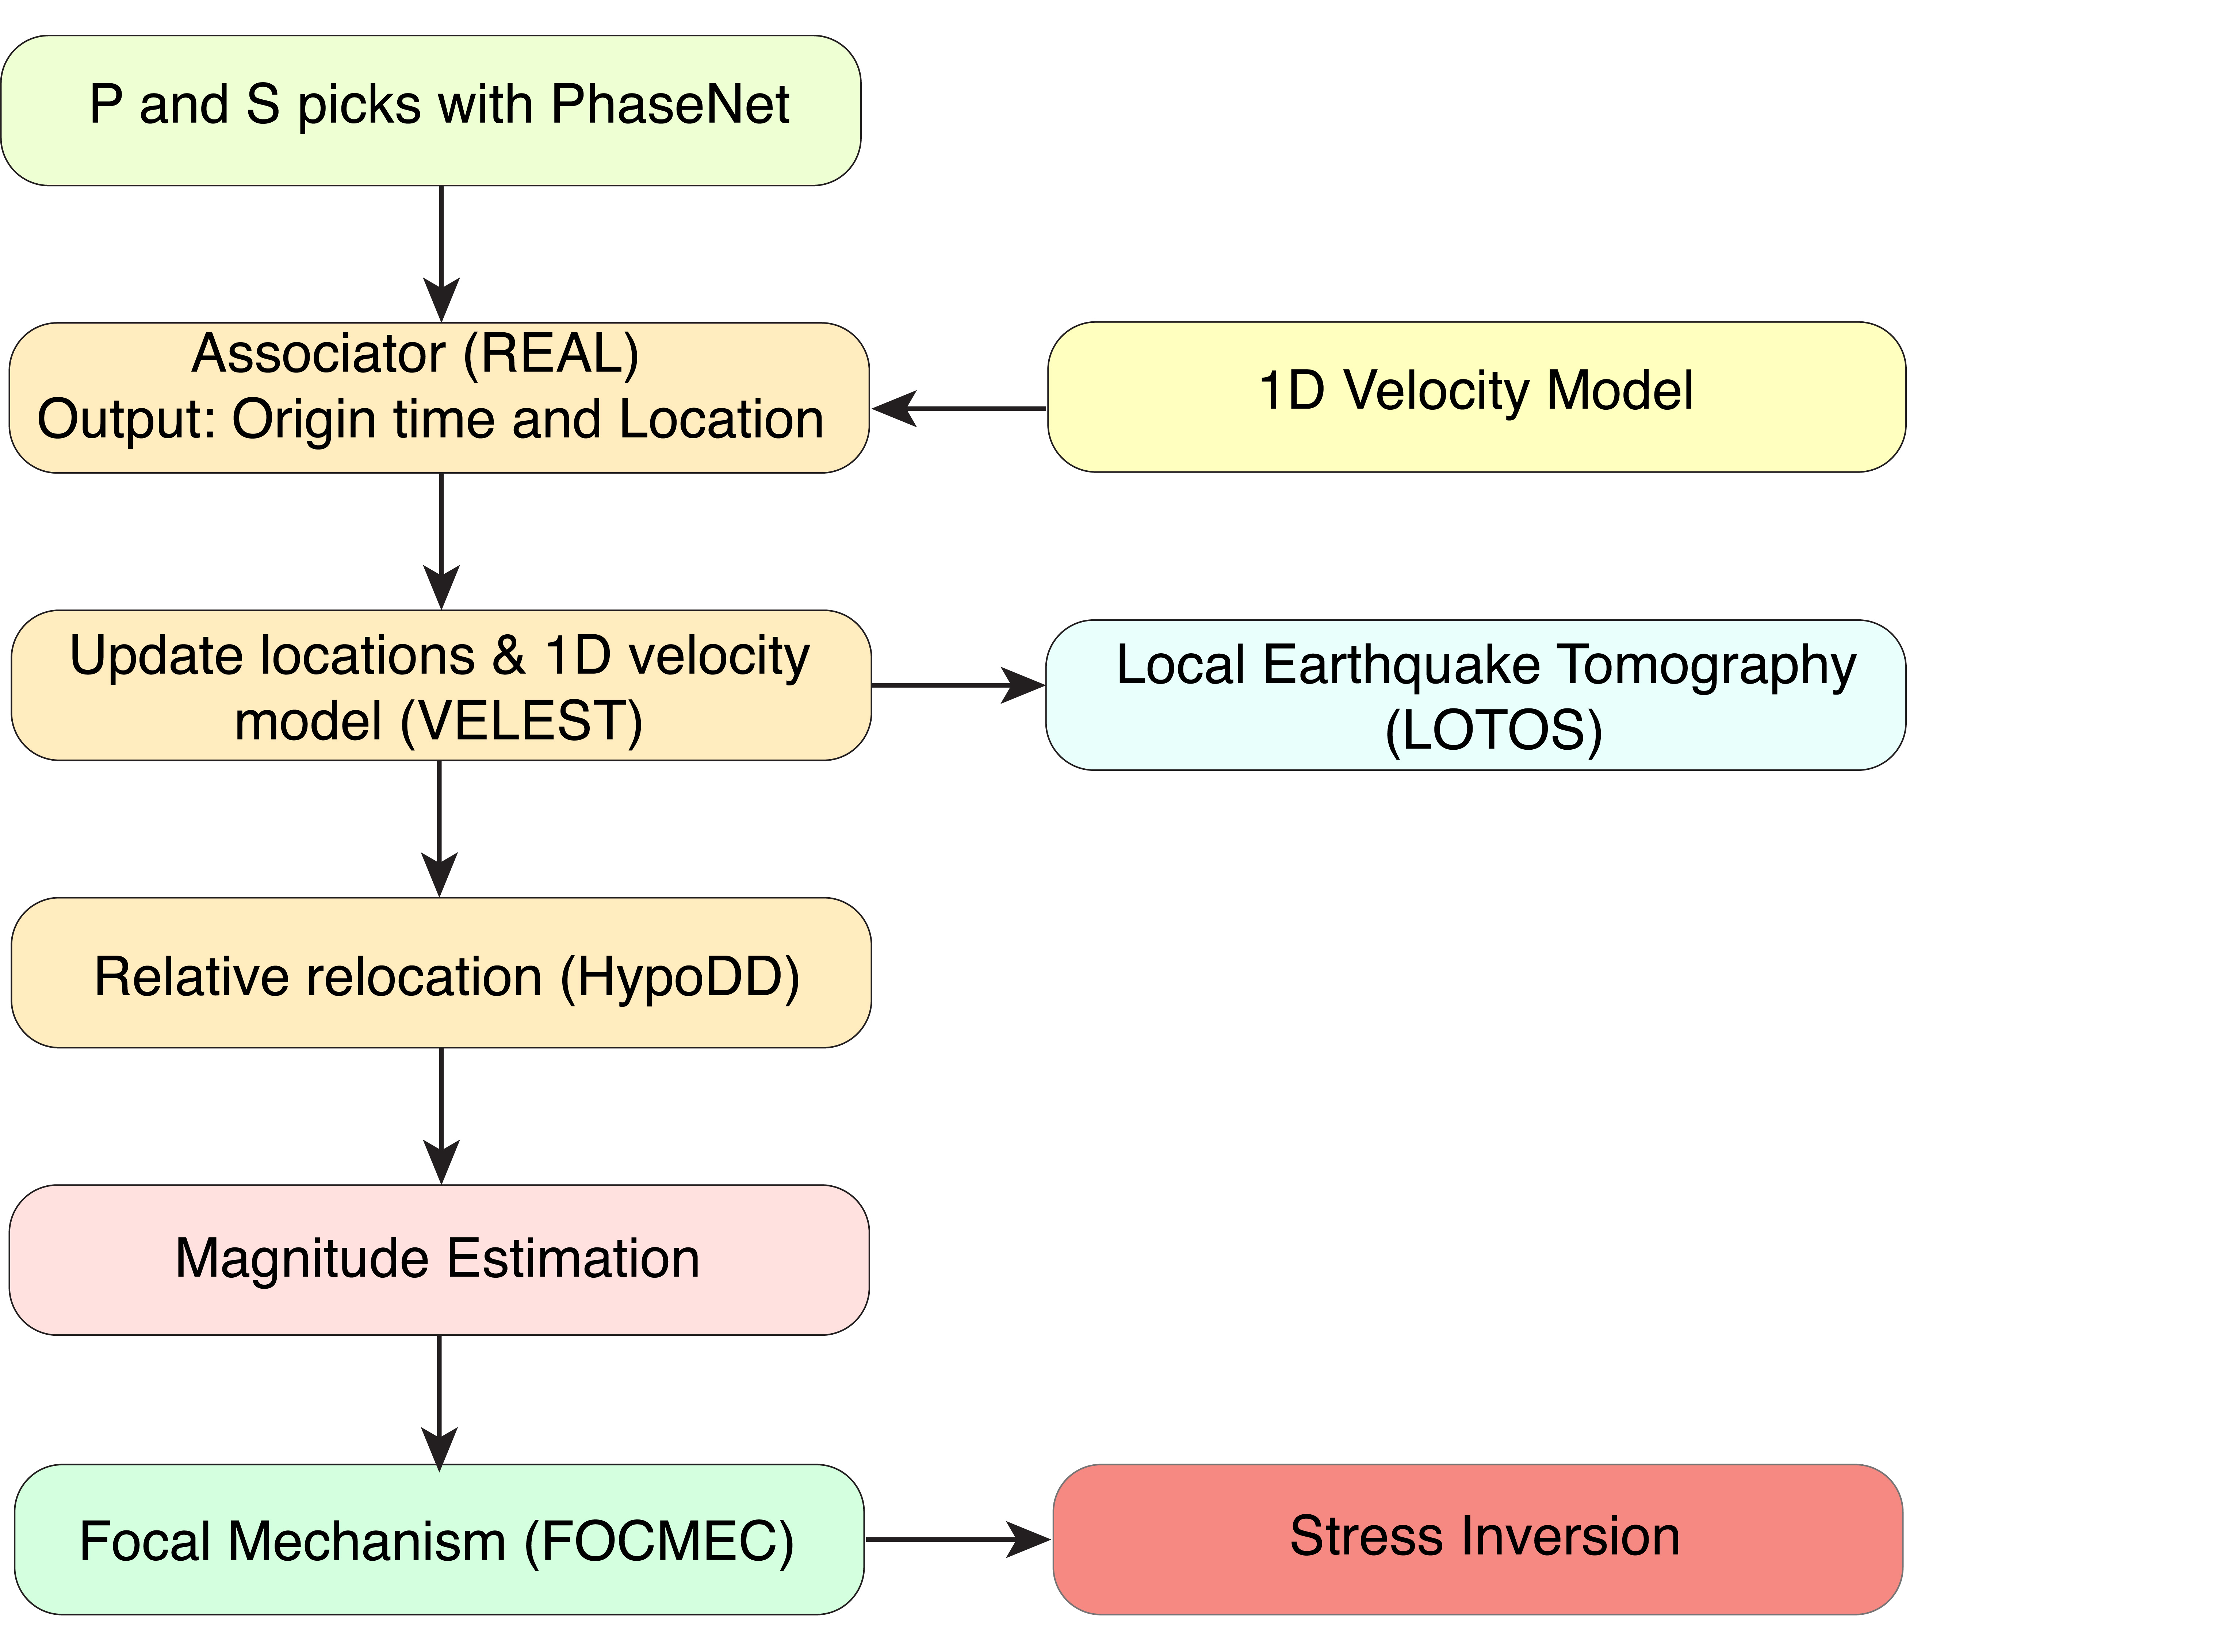 P and S picks with PhaseNet
Associator (REAL)
Output: Origin time and Location
1D Velocity Model
Update locations & 1D velocity
model (VELEST)
Local Earthquake Tomography
(LOTOS)
Relative relocation (HypoDD)
Magnitude Estimation
Focal Mechanism (FOCMEC)
Stress Inversion